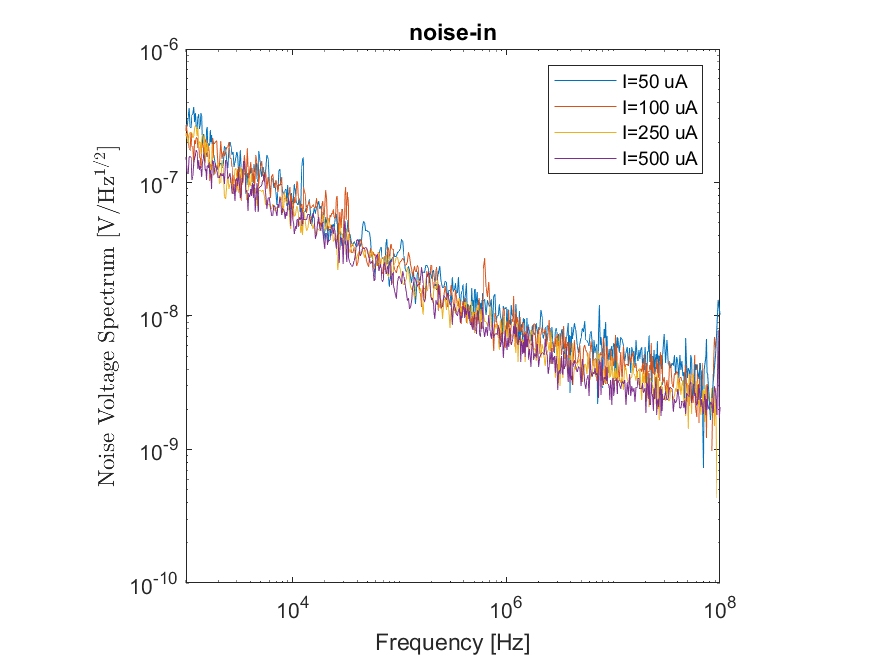 noise-in
10^-6
10^-7
10^-8
10^-9
10^-10
Noise Voltage Spectrum [V/Hz^1/2]
I=50 uA
I=100 uA
I=250 uA
I=500 uA
10^4
10^6
10^8
Frequency [Hz]